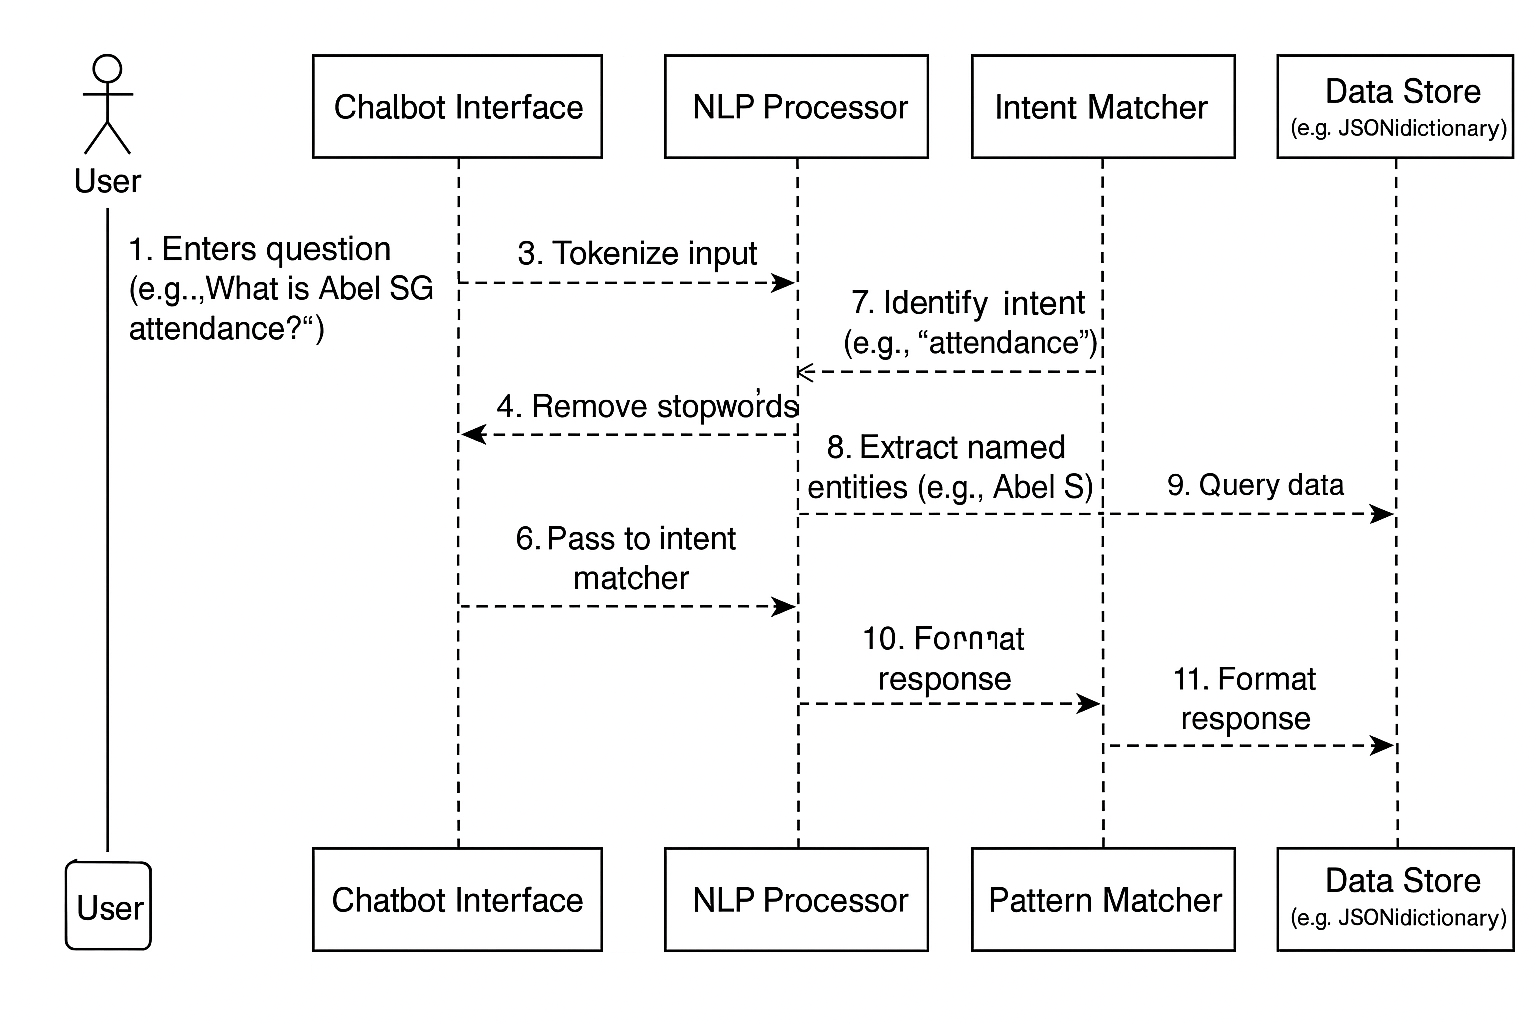 User
Chalbot Interface
NLP Processor
Intent Matcher
Data Store
(e.g. JSONidictionary)
1. Enters question
(e.g..,What is Abel SG
attendance?“)
3. Tokenize input
7. Identify intent
(e.g., “attendance”)
4. Remove stopwords
8. Extract named
entities (e.g., Abel S)
9. Query data
6. Pass to intent
matcher
10. Format
response
11. Format
response
User
Chatbot Interface
NLP Processor
Pattern Matcher
Data Store
(e.g. JSONidictionary)